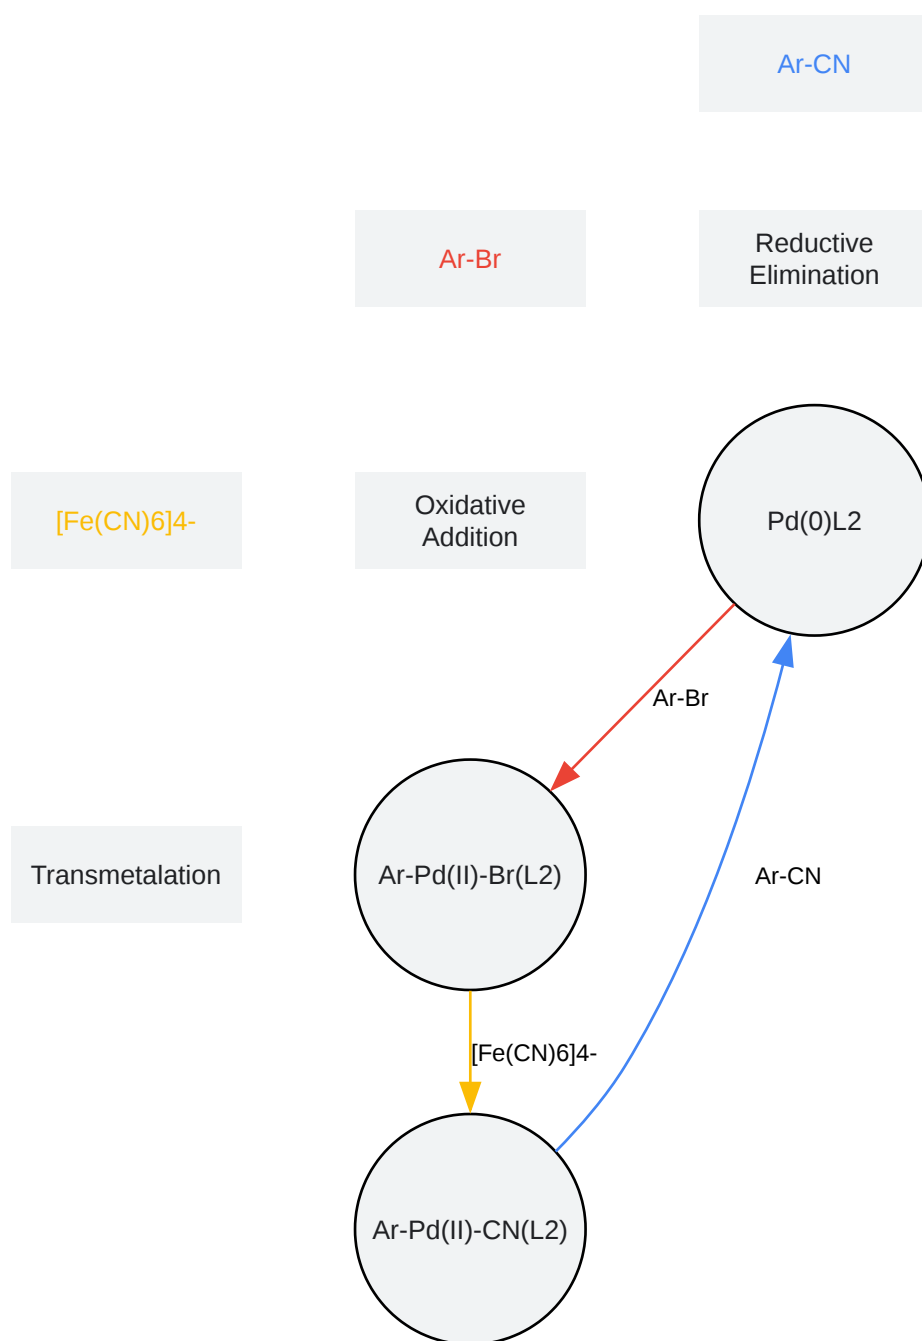 Ar-CN
Ar-Br
Reductive
Elimination
[Fe(CN)6]4-
Oxidative
Addition
Pd(0)L2
Ar-Br
Transmetalation
Ar-Pd(II)-Br(L2)
Ar-CN
[Fe(CN)6]4-
Ar-Pd(II)-CN(L2)